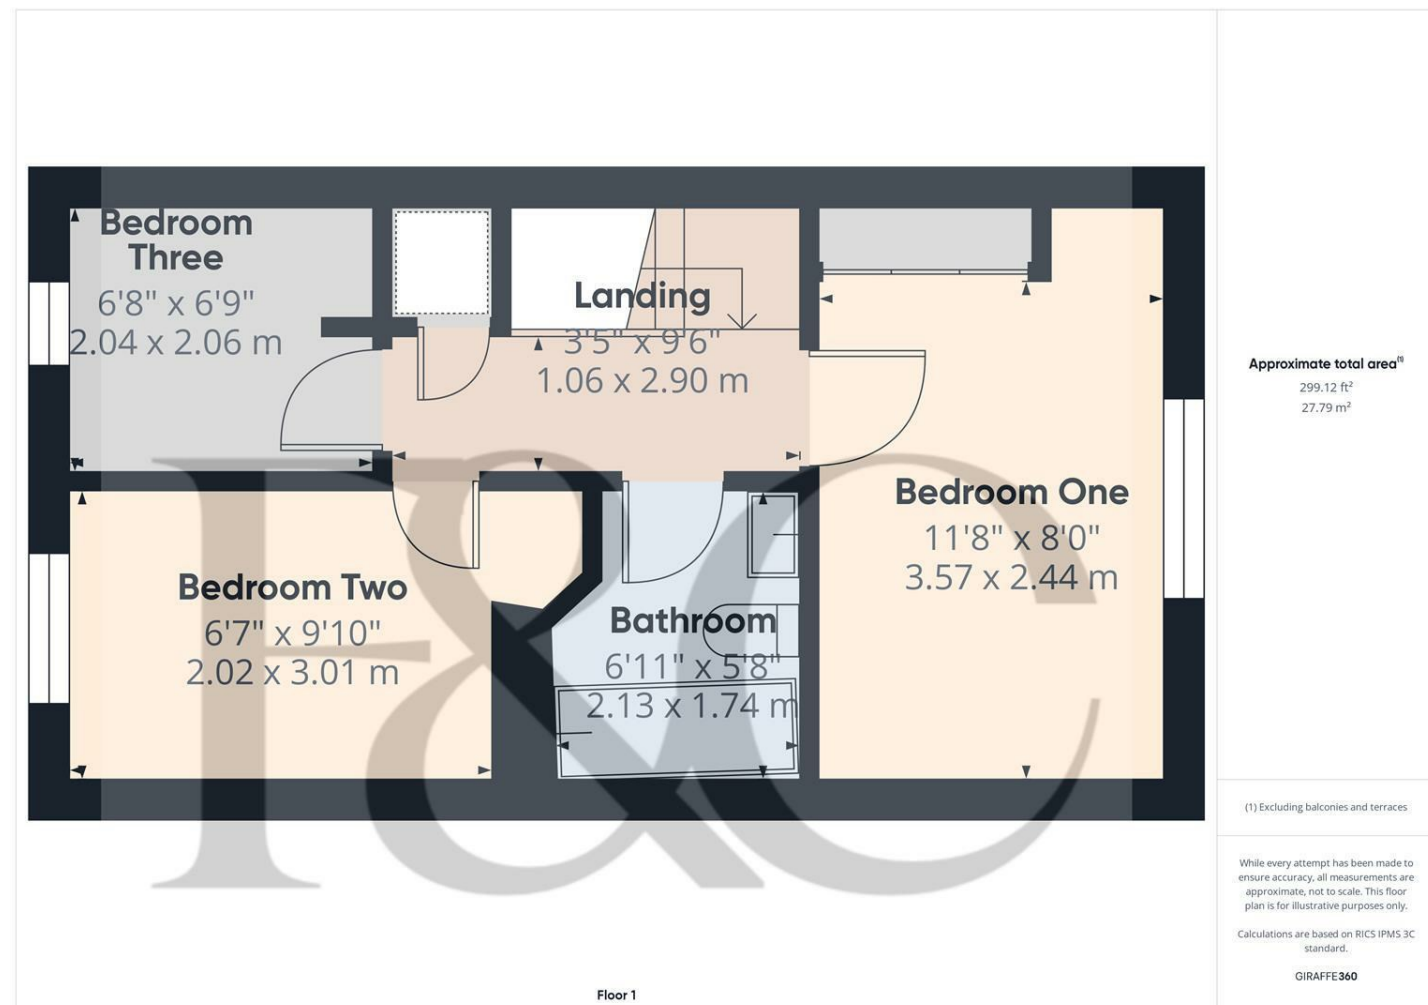 Bedroom
Three
6'8" x 6'9"
2.04 x 2.06 m
Landing
3'5" x 9'6"
1.06 x 2.90 m
Bedroom One
11'8" x 8'0"
3.57 x 2.44 m
Bedroom Two
6'7" x 9'10"
2.02 x 3.01 m
Bathroom
6'11" x 5'8"
2.13 x 1.74 m
F&C
Floor 1
Approximate total area(1)
299.12 ft²
27.79 m²
(1) Excluding balconies and terraces
While every attempt has been made to
ensure accuracy, all measurements are
approximate, not to scale. This floor
plan is for illustrative purposes only.
Calculations are based on RICS IPMS 3C
standard.
GIRAFFE360